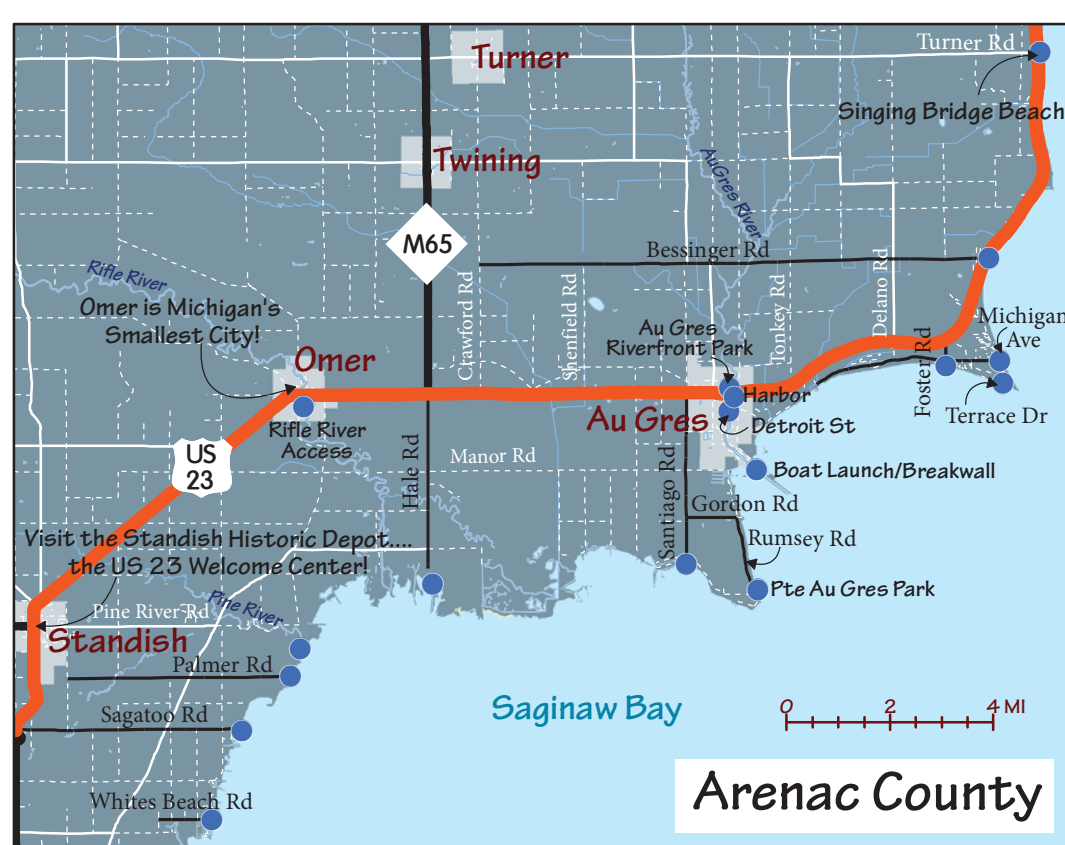 Turner
Turner Rd
Singing Bridge Beach
Twining
AuGres River
M65
Bessinger Rd
Rifle River
Omer is Michigan's
Smallest City!
Crawford Rd
Shenfield Rd
Tonkey Rd
Delano Rd
Michigan
Ave
Au Gres
Riverfront Park
Omer
Foster Rd
Harbor
Terrace Dr
Au Gres
Detroit St
Rifle River
Access
US
23
Hale Rd
Manor Rd
Boat Launch/Breakwall
Santiago Rd
Gordon Rd
Visit the Standish Historic Depot....
the US 23 Welcome Center!
Rumsey Rd
Pte Au Gres Park
Pine River Rd
Pine River
Standish
Palmer Rd
Saginaw Bay
0 2 4 MI
Sagatoo Rd
Whites Beach Rd
Arenac County